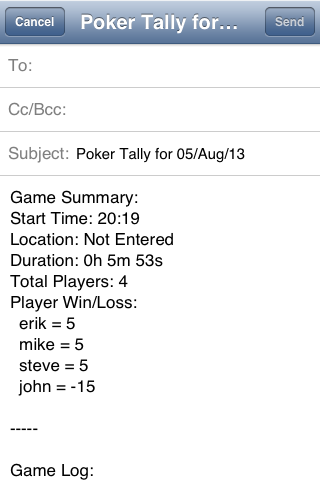 Cancel
Poker Tally for...
Send
To:
Cc/Bcc:
Subject: Poker Tally for 05/Aug/13
Game Summary:
Start Time: 20:19
Location: Not Entered
Duration: 0h 5m 53s
Total Players: 4
Player Win/Loss:
erik = 5
mike = 5
steve = 5
john = -15
-----
Game Log: